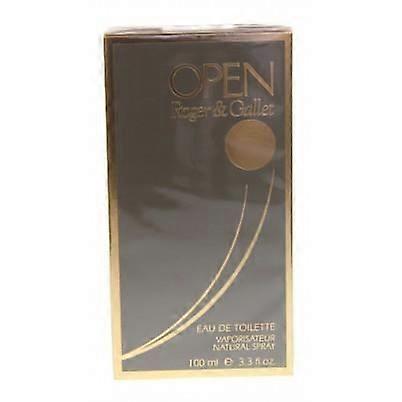 OPEN
Roger & Gallet
EAU DE TOILETTE
VAPORISATEUR
NATURAL SPRAY
100 ml ℮ 3.3 fl.oz.